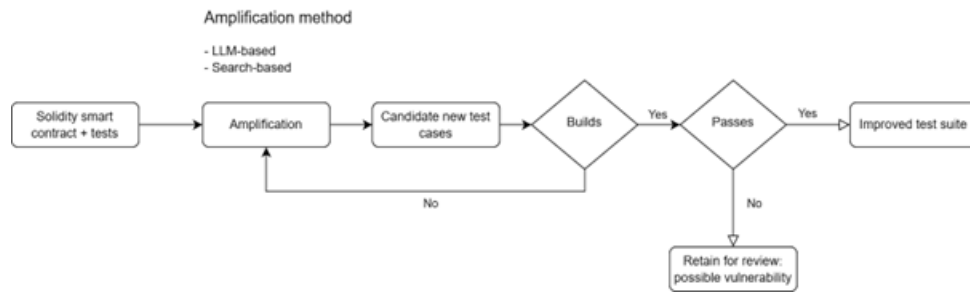 Amplification method
- LLM-based
- Search-based
Solidity smart
contract + tests
Amplification
Candidate new test
cases
Builds
Yes
Passes
Yes
Improved test suite
No
No
Retain for review:
possible vulnerability